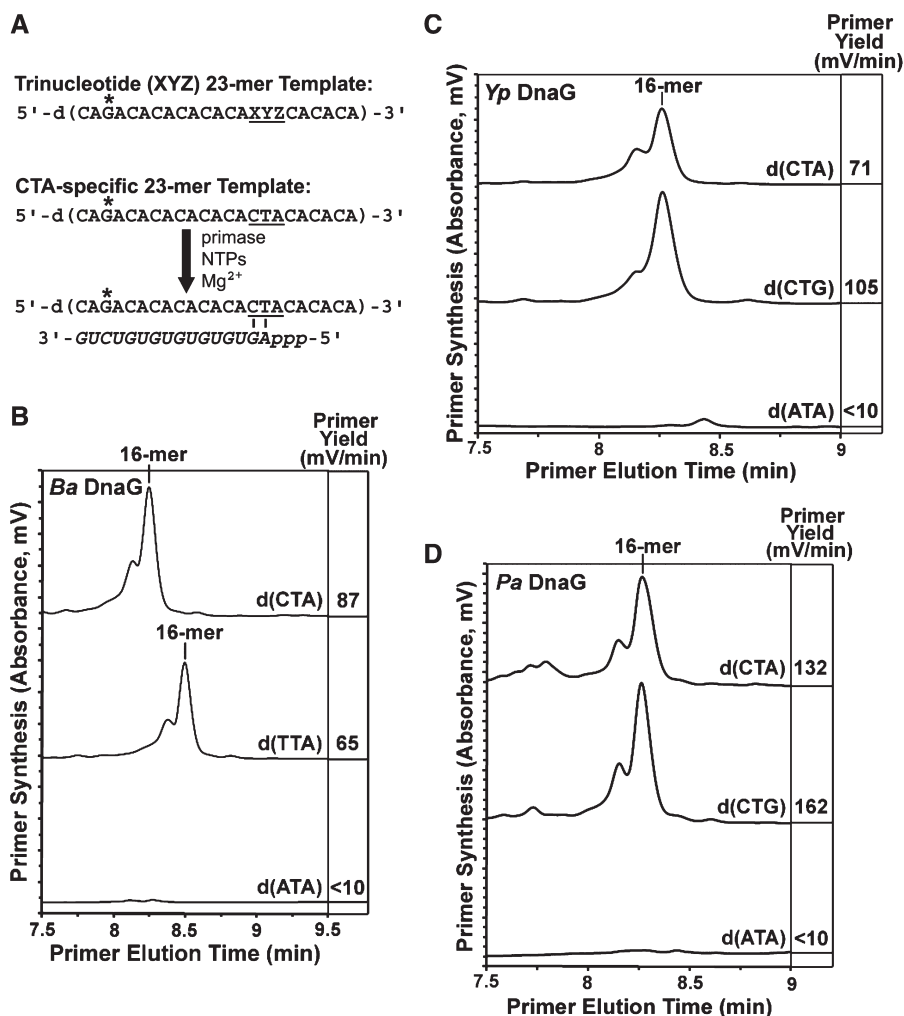 A
Trinucleotide (XYZ) 23-mer Template:
*
5'-d(CAGACACACACACAXYZCACACA)-3'
CTA-specific 23-mer Template:
*
5'-d(CAGACACACACACACTACACACA)-3'
primase
NTPs
Mg2+
*
5'-d(CAGACACACACACACTACACACA)-3'
3'-GUCUGUGUGUGUGUGAppp-5'
B
Primer
Yield
(mV/min)
16-mer
Ba DnaG
d(CTA) 87
16-mer
d(TTA) 65
d(ATA) <10
Primer Synthesis (Absorbance, mV)
7.5 8 8.5 9 9.5
Primer Elution Time (min)
C
Primer
Yield
(mV/min)
Yp DnaG
16-mer
d(CTA) 71
d(CTG) 105
d(ATA) <10
Primer Synthesis (Absorbance, mV)
7.5 8 8.5 9
Primer Elution Time (min)
D
Primer
Yield
(mV/min)
16-mer
Pa DnaG
d(CTA) 132
d(CTG) 162
d(ATA) <10
Primer Synthesis (Absorbance, mV)
7.5 8 8.5 9
Primer Elution Time (min)